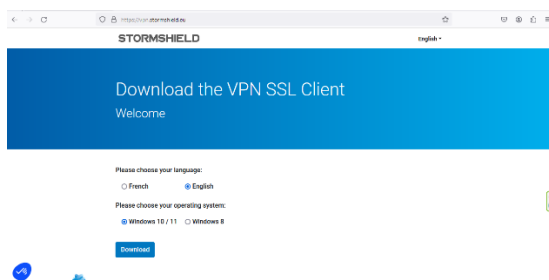 https://vpn.stormshield.eu
STORMSHIELD
English
Download the VPN SSL Client
Welcome
Please choose your language:
French English
Please choose your operating system:
Windows 10 / 11 Windows 8
Download